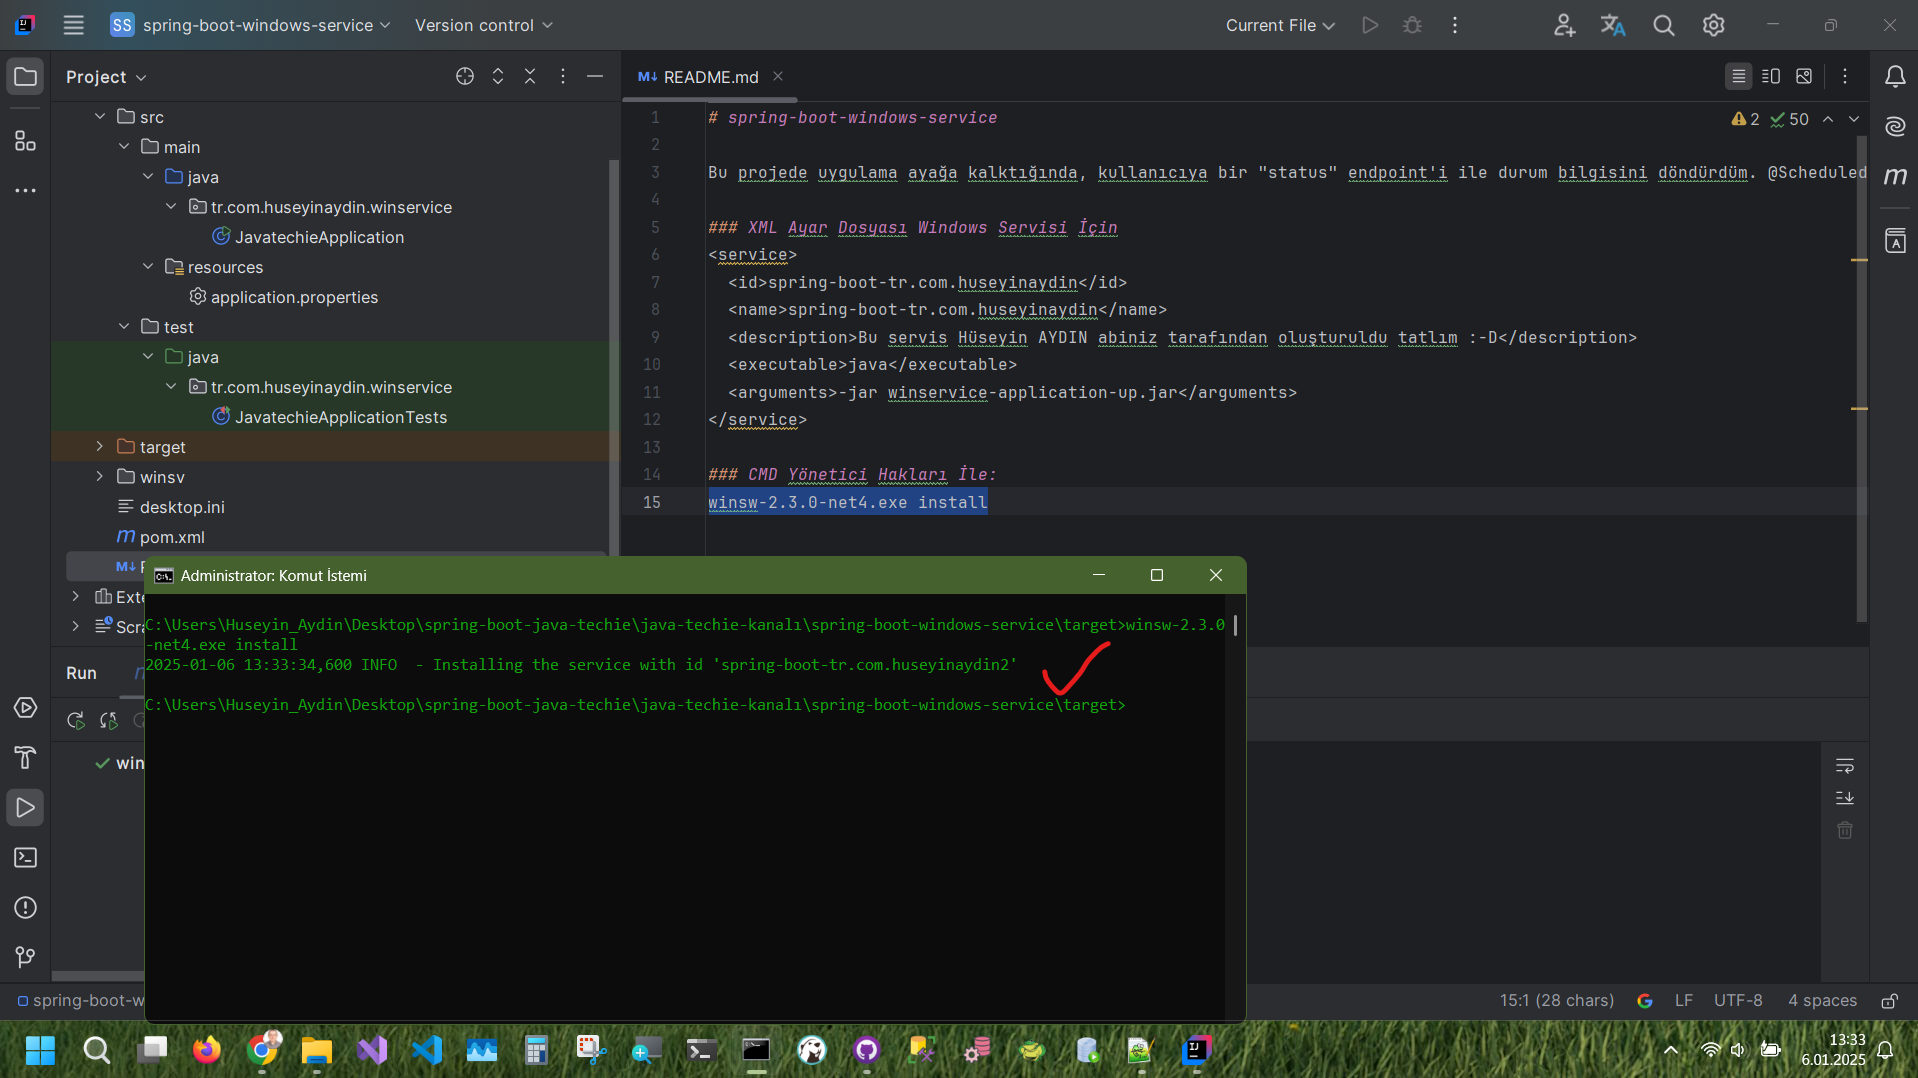 SS spring-boot-windows-service Version control Current File
Project
README.md
src
main
java
tr.com.huseyinaydin.winservice
JavatechieApplication
resources
application.properties
test
java
tr.com.huseyinaydin.winservice
JavatechieApplicationTests
target
winsv
desktop.ini
pom.xml
Exte
Scra
2 50
1 # spring-boot-windows-service
2
3 Bu projede uygulama ayağa kalktığında, kullanıcıya bir "status" endpoint'i ile durum bilgisini döndürdüm. @Scheduled
4
5 ### XML Ayar Dosyası Windows Servisi İçin
6 <service>
7 <id>spring-boot-tr.com.huseyinaydin</id>
8 <name>spring-boot-tr.com.huseyinaydin</name>
9 <description>Bu servis Hüseyin AYDIN abiniz tarafından oluşturuldu tatlım :-D</description>
10 <executable>java</executable>
11 <arguments>-jar winservice-application-up.jar</arguments>
12 </service>
13
14 ### CMD Yönetici Hakları İle:
15 winsw-2.3.0-net4.exe install
Administrator: Komut İstemi
C:\Users\Huseyin_Aydin\Desktop\spring-boot-java-techie\java-techie-kanalı\spring-boot-windows-service\target>winsw-2.3.0
-net4.exe install
2025-01-06 13:33:34,600 INFO  - Installing the service with id 'spring-boot-tr.com.huseyinaydin2'
C:\Users\Huseyin_Aydin\Desktop\spring-boot-java-techie\java-techie-kanalı\spring-boot-windows-service\target>
Run
win
spring-boot-w
15:1 (28 chars) LF UTF-8 4 spaces
13:33
6.01.2025